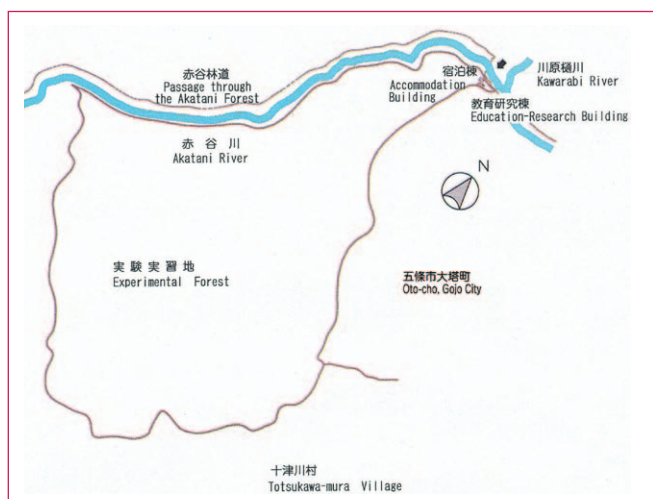 赤谷林道
Passage through
the Akatani Forest
宿泊棟
Accommodation
Building
川原樋川
Kawarabi River
教育研究棟
Education-Research Building
赤 谷 川
Akatani River
N
実 験 実 習 地
Experimental Forest
五條市大塔町
Oto-cho, Gojo City
十津川村
Totsukawa-mura Village